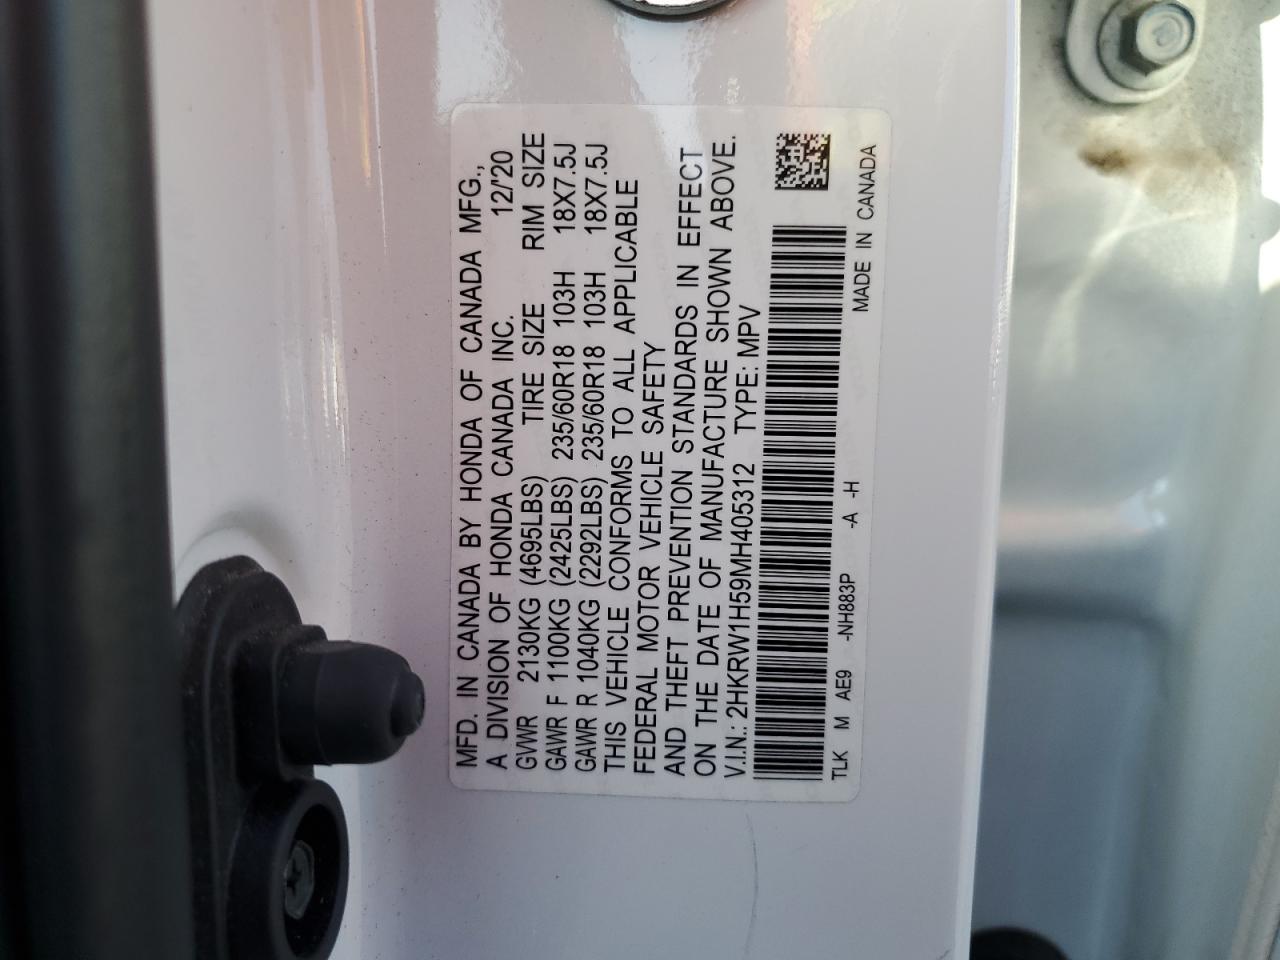 MFD. IN CANADA BY HONDA OF CANADA MFG.,
A DIVISION OF HONDA CANADA INC. 12/'20
GVWR 2130KG (4695LBS) TIRE SIZE RIM SIZE
GAWR F 1100KG (2425LBS) 235/60R18 103H 18X7.5J
GAWR R 1040KG (2292LBS) 235/60R18 103H 18X7.5J
THIS VEHICLE CONFORMS TO ALL APPLICABLE
FEDERAL MOTOR VEHICLE SAFETY
AND THEFT PREVENTION STANDARDS IN EFFECT
ON THE DATE OF MANUFACTURE SHOWN ABOVE.
V.I.N.: 2HKRW1H59MH405312 TYPE: MPV
TLK M AE9 -NH883P -A -H MADE IN CANADA